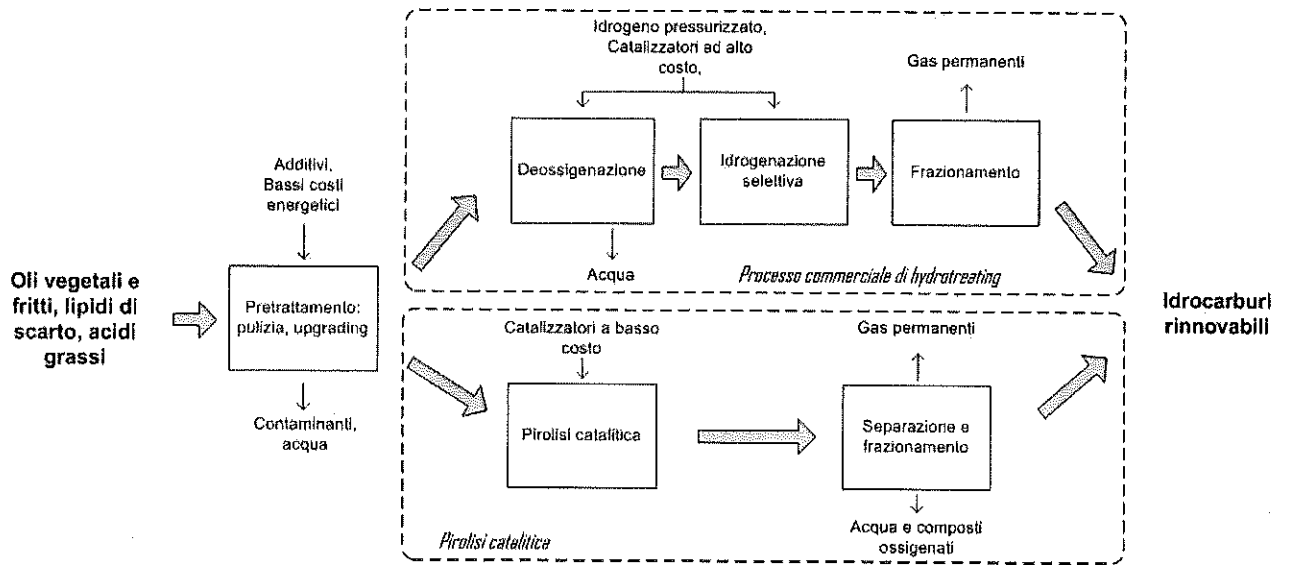 Oli vegetali e
fritti, lipidi di
scarto, acidi
grassi
Additivi,
Bassi costi
energetici
Pretrattamento:
pulizia, upgrading
Contaminanti,
acqua
Idrogeno pressurizzato,
Catalizzatori ad alto
costo,
Deossigenazione
Acqua
Idrogenazione
selettiva
Gas permanenti
Frazionamento
Processo commerciale di hydrotreating
Catalizzatori a basso
costo
Pirolisi catalitica
Gas permanenti
Separazione e
frazionamento
Acqua e composti
ossigenati
Pirolisi catalitica
Idrocarburi
rinnovabili